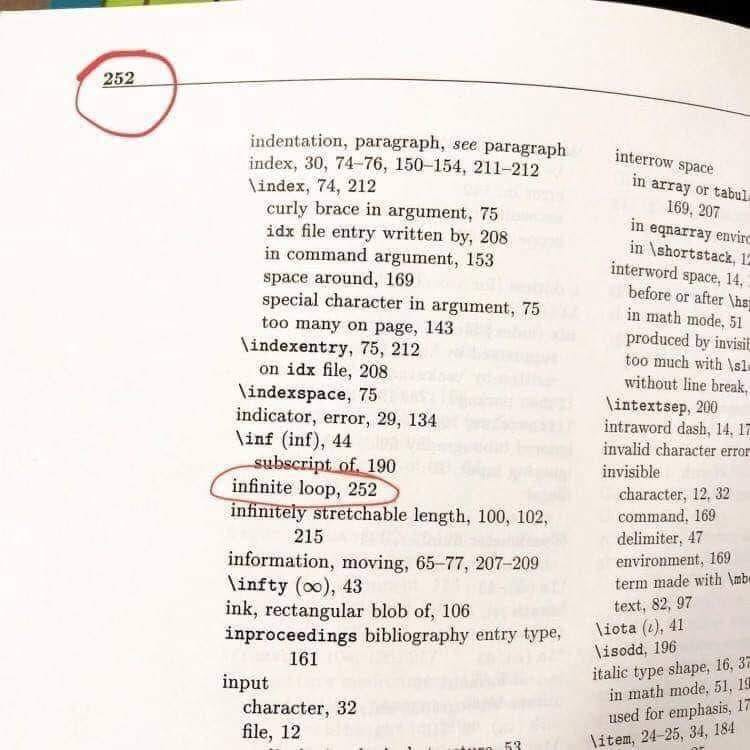 252
indentation, paragraph, see paragraph
index, 30, 74–76, 150–154, 211–212
\index, 74, 212
curly brace in argument, 75
idx file entry written by, 208
in command argument, 153
space around, 169
special character in argument, 75
too many on page, 143
\indexentry, 75, 212
on idx file, 208
\indexspace, 75
indicator, error, 29, 134
\inf (inf), 44
subscript of, 190
infinite loop, 252
infinitely stretchable length, 100, 102,
215
information, moving, 65–77, 207–209
\infty (∞), 43
ink, rectangular blob of, 106
inproceedings bibliography entry type,
161
input
character, 32
file, 12
53
interrow space
in array or tabul
169, 207
in eqnarray enviro
in \shortstack, 12
interword space, 14,
before or after \hsp
in math mode, 51
produced by invisib
too much with \slo
without line break,
\intextsep, 200
intraword dash, 14, 17
invalid character error
invisible
character, 12, 32
command, 169
delimiter, 47
environment, 169
term made with \mbo
text, 82, 97
\iota (ι), 41
\isodd, 196
italic type shape, 16, 37
in math mode, 51, 19
used for emphasis, 17
\item, 24–25, 34, 184